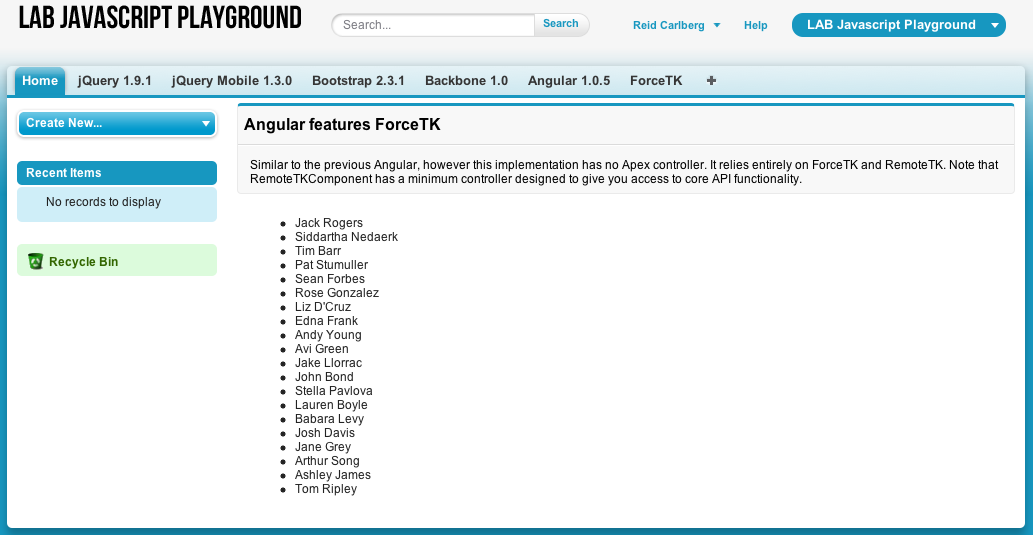 LAB JAVASCRIPT PLAYGROUND
Search...
Search
Reid Carlberg
Help
LAB Javascript Playground
Home
jQuery 1.9.1
jQuery Mobile 1.3.0
Bootstrap 2.3.1
Backbone 1.0
Angular 1.0.5
ForceTK
+
Create New...
Recent Items
No records to display
Recycle Bin
Angular features ForceTK
Similar to the previous Angular, however this implementation has no Apex controller. It relies entirely on ForceTK and RemoteTK. Note that
RemoteTKComponent has a minimum controller designed to give you access to core API functionality.
Jack Rogers
Siddartha Nedaerk
Tim Barr
Pat Stumuller
Sean Forbes
Rose Gonzalez
Liz D'Cruz
Edna Frank
Andy Young
Avi Green
Jake Llorrac
John Bond
Stella Pavlova
Lauren Boyle
Babara Levy
Josh Davis
Jane Grey
Arthur Song
Ashley James
Tom Ripley